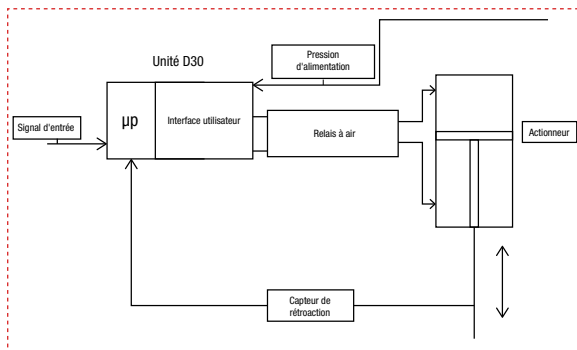 Unité D30
Pression
d'alimentation
Signal d'entrée
µp
Interface utilisateur
Relais à air
Actionneur
Capteur de
rétroaction